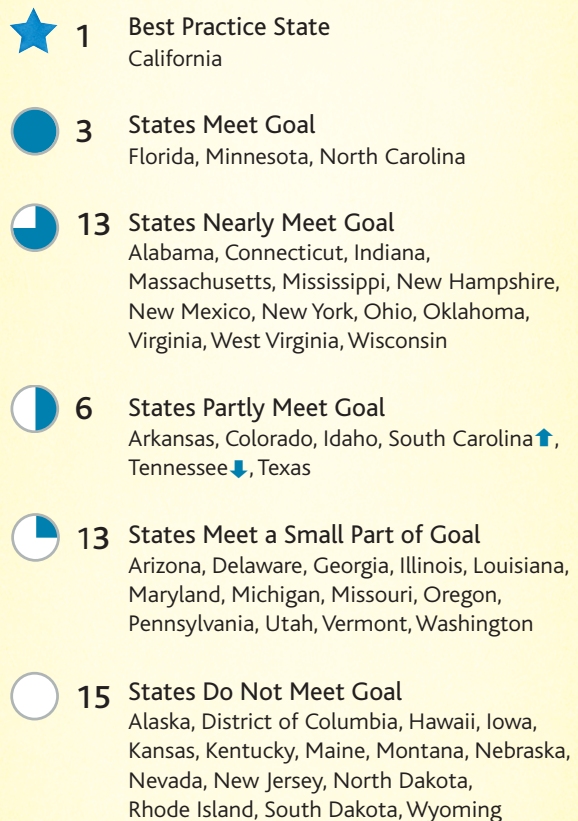 1 Best Practice State
California
3 States Meet Goal
Florida, Minnesota, North Carolina
13 States Nearly Meet Goal
Alabama, Connecticut, Indiana,
Massachusetts, Mississippi, New Hampshire,
New Mexico, New York, Ohio, Oklahoma,
Virginia, West Virginia, Wisconsin
6 States Partly Meet Goal
Arkansas, Colorado, Idaho, South Carolina⬆,
Tennessee⬇, Texas
13 States Meet a Small Part of Goal
Arizona, Delaware, Georgia, Illinois, Louisiana,
Maryland, Michigan, Missouri, Oregon,
Pennsylvania, Utah, Vermont, Washington
15 States Do Not Meet Goal
Alaska, District of Columbia, Hawaii, Iowa,
Kansas, Kentucky, Maine, Montana, Nebraska,
Nevada, New Jersey, North Dakota,
Rhode Island, South Dakota, Wyoming